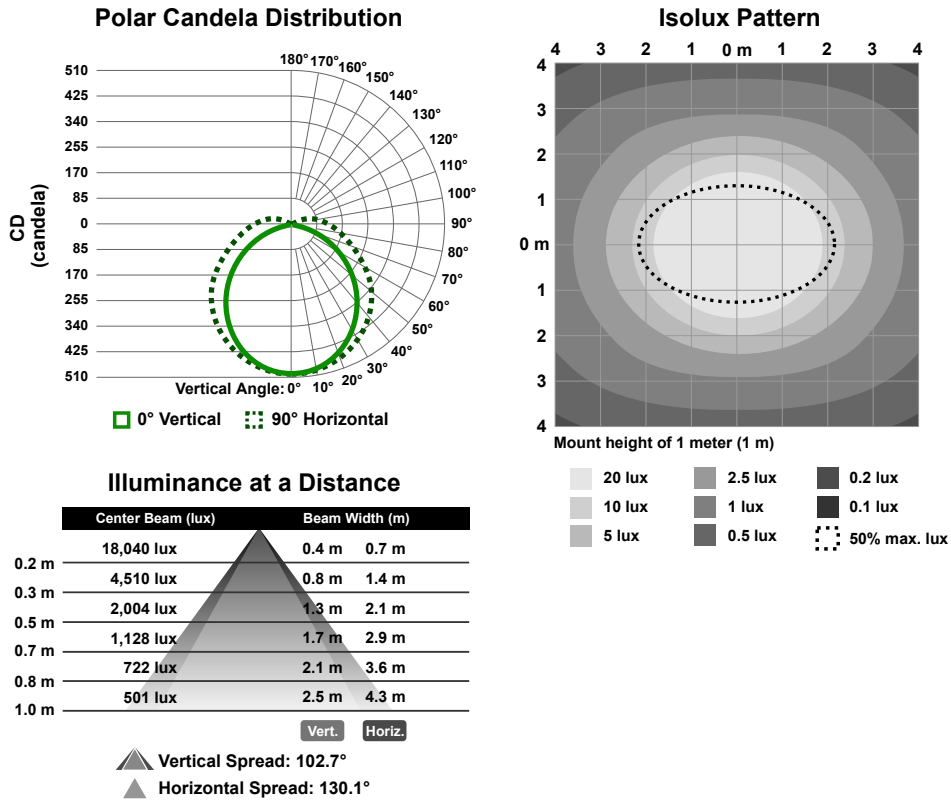 Polar Candela Distribution
180° 170° 160° 150° 140° 130° 120° 110° 100° 90° 80° 70° 60° 50° 40° 30° 20° 10° 0°
510
425
340
255
170
85
0
85
170
255
340
425
510
CD
(candela)
Vertical Angle:
0° Vertical 90° Horizontal
Isolux Pattern
4 3 2 1 0 m 1 2 3 4
4
3
2
1
0 m
1
2
3
4
Mount height of 1 meter (1 m)
20 lux 2.5 lux 0.2 lux
10 lux 1 lux 0.1 lux
5 lux 0.5 lux 50% max. lux
Illuminance at a Distance
Center Beam (lux) Beam Width (m)
18,040 lux 0.4 m 0.7 m
0.2 m
4,510 lux 0.8 m 1.4 m
0.3 m
2,004 lux 1.3 m 2.1 m
0.5 m
1,128 lux 1.7 m 2.9 m
0.7 m
722 lux 2.1 m 3.6 m
0.8 m
501 lux 2.5 m 4.3 m
1.0 m
Vert. Horiz.
Vertical Spread: 102.7°
Horizontal Spread: 130.1°